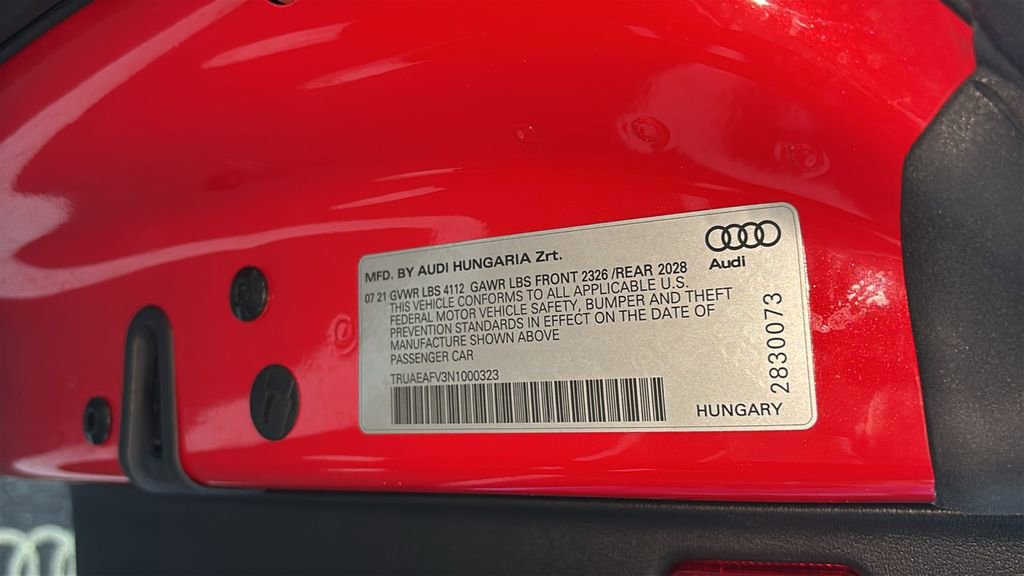 MFD. BY AUDI HUNGARIA Zrt.
Audi
07 21 GVWR LBS 4112 GAWR LBS FRONT 2326 /REAR 2028
THIS VEHICLE CONFORMS TO ALL APPLICABLE U.S.
FEDERAL MOTOR VEHICLE SAFETY, BUMPER AND THEFT
PREVENTION STANDARDS IN EFFECT ON THE DATE OF
MANUFACTURE SHOWN ABOVE
PASSENGER CAR
TRUAEAFV3N1000323
HUNGARY
2830073